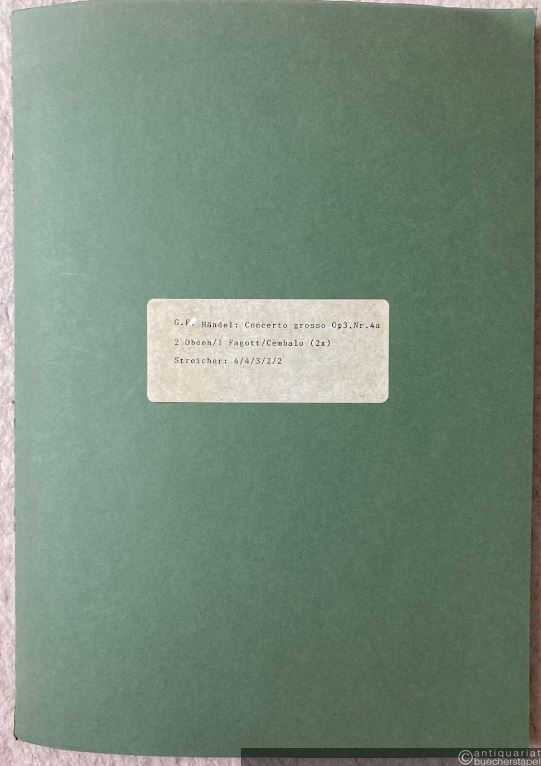 G.F. Händel: Concerto grosso Op3,Nr.4a
2 Oboen/1 Fagott/Cembalo (2x)
Streicher: 4/4/3/2/2
©antiquariat
buecherstapel